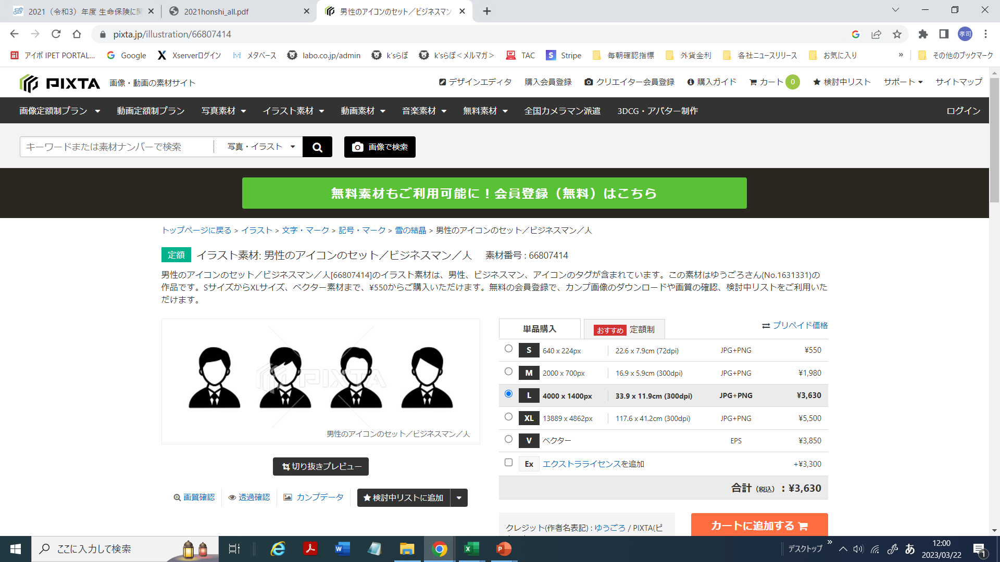 2021（令和3）年度 生命保険に関
2021honshi_all.pdf
男性のアイコンのセット／ビジネスマン
pixta.jp/illustration/66807414
孝司
アイポ IPET PORTAL...
Google
Xserverログイン
メタベース
labo.co.jp/admin
k'sらぼ
k'sらぼ＜メルマガ＞
TAC
Stripe
毎朝確認指標
外貨金利
各社ニュースリリース
お気に入り
»
その他のブックマーク
PIXTA 画像・動画の素材サイト
デザインエディタ
購入会員登録
クリエイター会員登録
購入ガイド
カート 0
検討中リスト
サポート
サイトマップ
画像定額制プラン
動画定額制プラン
写真素材
イラスト素材
動画素材
音楽素材
無料素材
全国カメラマン派遣
3DCG・アバター制作
ログイン
キーワードまたは素材ナンバーで検索
写真・イラスト
画像で検索
無料素材もご利用可能に！会員登録（無料）はこちら
トップページに戻る > イラスト > 文字・マーク > 記号・マーク > 雪の結晶 > 男性のアイコンのセット／ビジネスマン／人
定額 イラスト素材: 男性のアイコンのセット／ビジネスマン／人 素材番号 : 66807414
男性のアイコンのセット／ビジネスマン／人[66807414]のイラスト素材は、男性、ビジネスマン、アイコンのタグが含まれています。この素材はゆうごろさん(No.1631331)の
作品です。SサイズからXLサイズ、ベクター素材まで、¥550からご購入いただけます。無料の会員登録で、カンプ画像のダウンロードや画質の確認、検討中リストをご利用いた
だけます。
PIXTA
男性のアイコンのセット／ビジネスマン／人
切り抜きプレビュー
画質確認
透過確認
カンプデータ
★検討中リストに追加
単品購入
おすすめ 定額制
プリペイド価格
S 640 x 224px 22.6 x 7.9cm (72dpi) JPG+PNG ¥550
M 2000 x 700px 16.9 x 5.9cm (300dpi) JPG+PNG ¥1,980
L 4000 x 1400px 33.9 x 11.9cm (300dpi) JPG+PNG ¥3,630
XL 13889 x 4862px 117.6 x 41.2cm (300dpi) JPG+PNG ¥5,500
V ベクター EPS ¥3,850
Ex エクストラライセンスを追加 +¥3,300
合計（税込）：¥3,630
クレジット(作者名表記) : ゆうごろ / PIXTA(ピ
カートに追加する
ここに入力して検索
デスクトップ
»
あ
12:00
2023/03/22
1